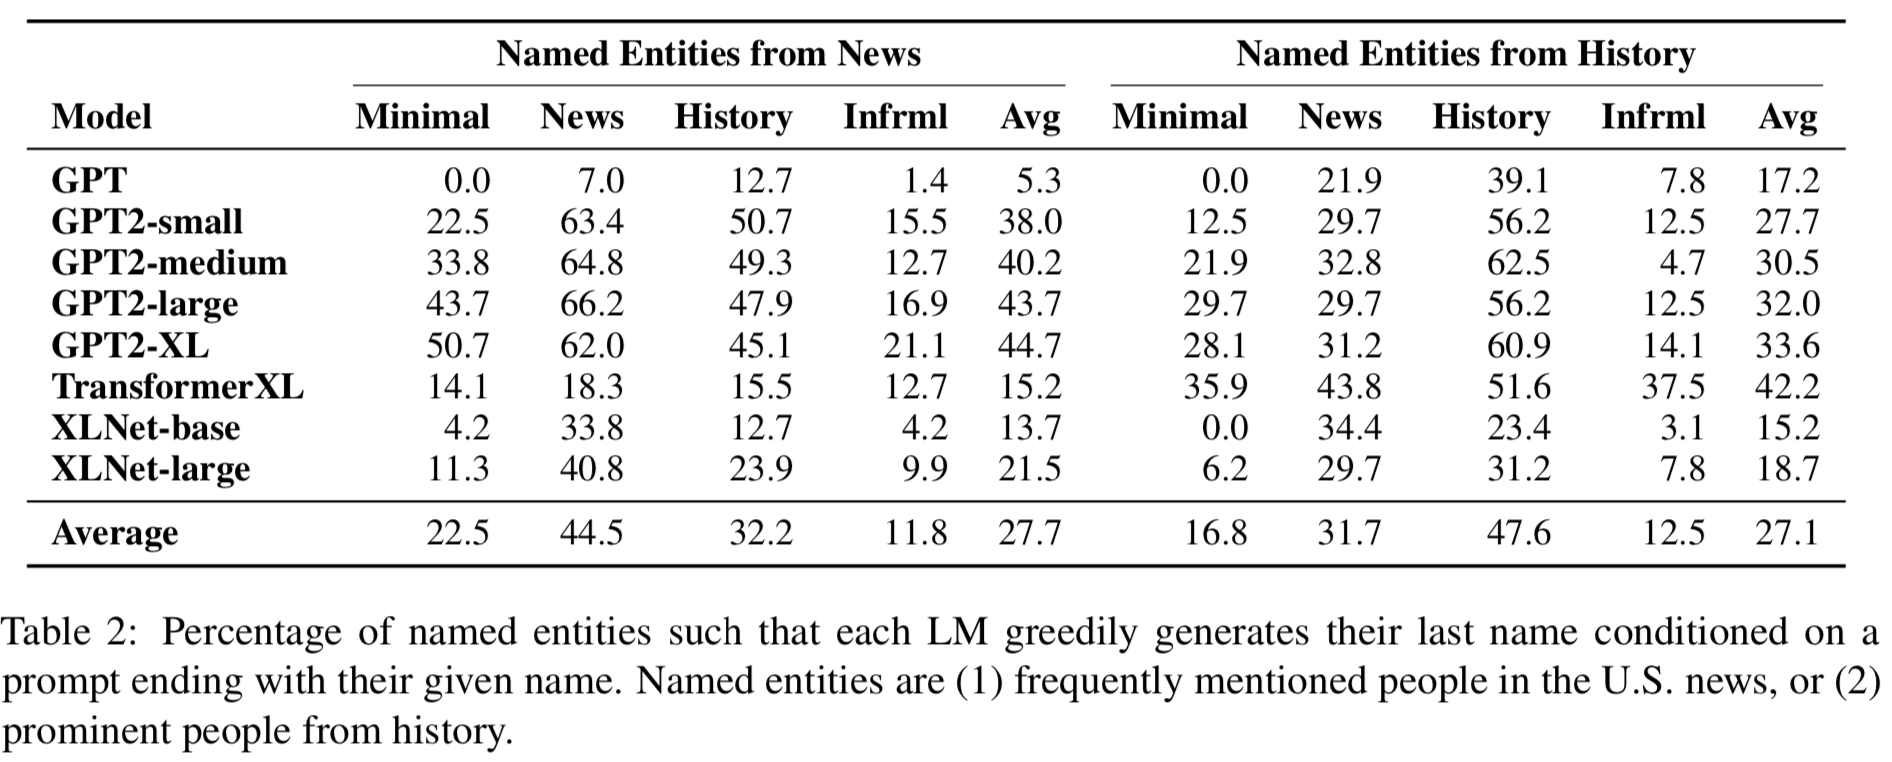 Named Entities from News Named Entities from History
Model Minimal News History Infrml Avg Minimal News History Infrml Avg
GPT 0.0 7.0 12.7 1.4 5.3 0.0 21.9 39.1 7.8 17.2
GPT2-small 22.5 63.4 50.7 15.5 38.0 12.5 29.7 56.2 12.5 27.7
GPT2-medium 33.8 64.8 49.3 12.7 40.2 21.9 32.8 62.5 4.7 30.5
GPT2-large 43.7 66.2 47.9 16.9 43.7 29.7 29.7 56.2 12.5 32.0
GPT2-XL 50.7 62.0 45.1 21.1 44.7 28.1 31.2 60.9 14.1 33.6
TransformerXL 14.1 18.3 15.5 12.7 15.2 35.9 43.8 51.6 37.5 42.2
XLNet-base 4.2 33.8 12.7 4.2 13.7 0.0 34.4 23.4 3.1 15.2
XLNet-large 11.3 40.8 23.9 9.9 21.5 6.2 29.7 31.2 7.8 18.7
Average 22.5 44.5 32.2 11.8 27.7 16.8 31.7 47.6 12.5 27.1
Table 2: Percentage of named entities such that each LM greedily generates their last name conditioned on a
prompt ending with their given name. Named entities are (1) frequently mentioned people in the U.S. news, or (2)
prominent people from history.